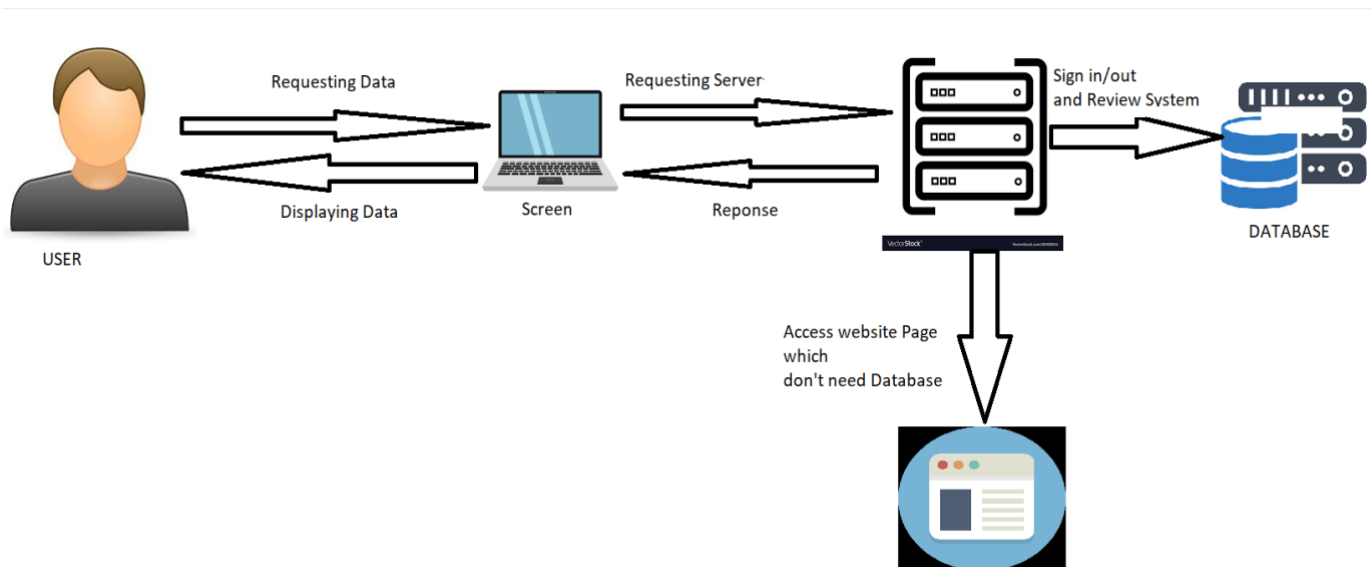 Requesting Data
Requesting Server
Sign in/out
and Review System
Displaying Data
Screen
Reponse
DATABASE
USER
VectorStock
Access website Page
which
don't need Database